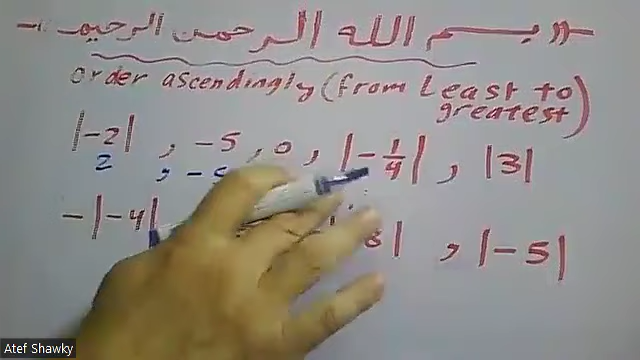 بسم الله الرحمن الرحيم
order ascendingly (from Least to
greatest)
|-2| , -5 , 0 , |-1/4| , |3|
2 , -5
-|-4| 8| , |-5|
Atef Shawky